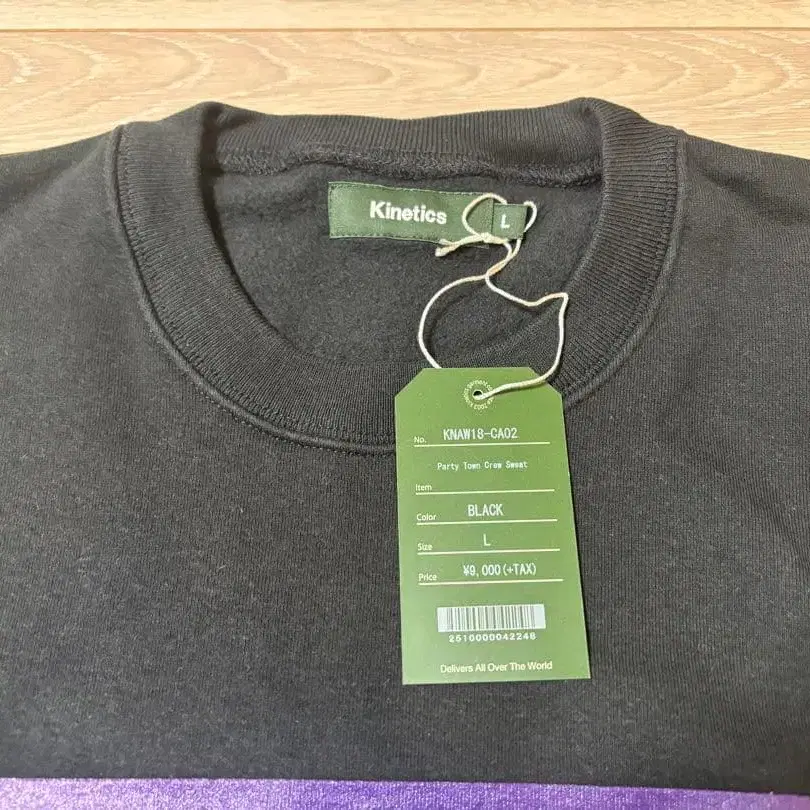 Kinetics
L
No. KNAW18-CA02
Party Town Crew Sweat
Item
Color BLACK
Size L
Price ¥9,000(+TAX)
2510000042248
Delivers All Over The World